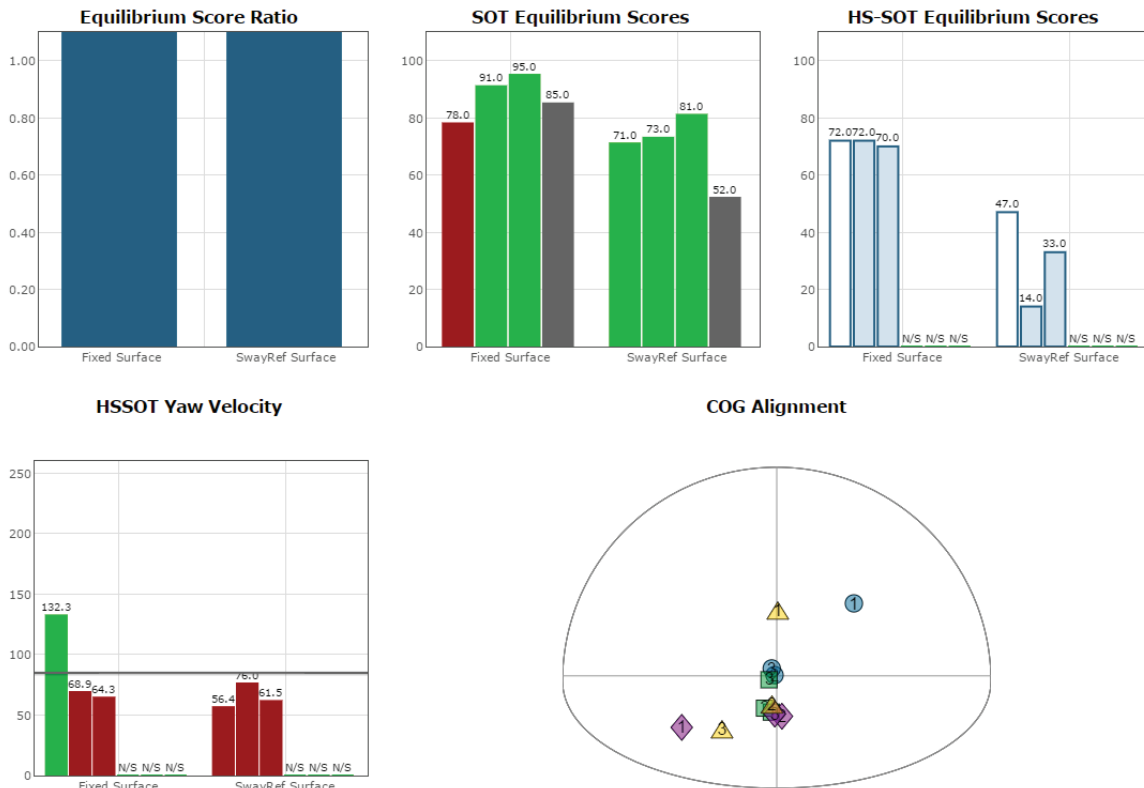 Equilibrium Score Ratio
1.00
0.80
0.60
0.40
0.20
0.00
Fixed Surface
SwayRef Surface
SOT Equilibrium Scores
100
80
60
40
20
0
78.0
91.0
95.0
85.0
71.0
73.0
81.0
52.0
Fixed Surface
SwayRef Surface
HS-SOT Equilibrium Scores
100
80
60
40
20
0
72.0
72.0
70.0
N/S N/S N/S
47.0
14.0
33.0
N/S N/S N/S
Fixed Surface
SwayRef Surface
HSSOT Yaw Velocity
250
200
150
100
50
0
132.3
68.9
64.3
N/S N/S N/S
56.4
76.0
61.5
N/S N/S N/S
Fixed Surface
SwayRef Surface
COG Alignment
1
1
3
2
1
3